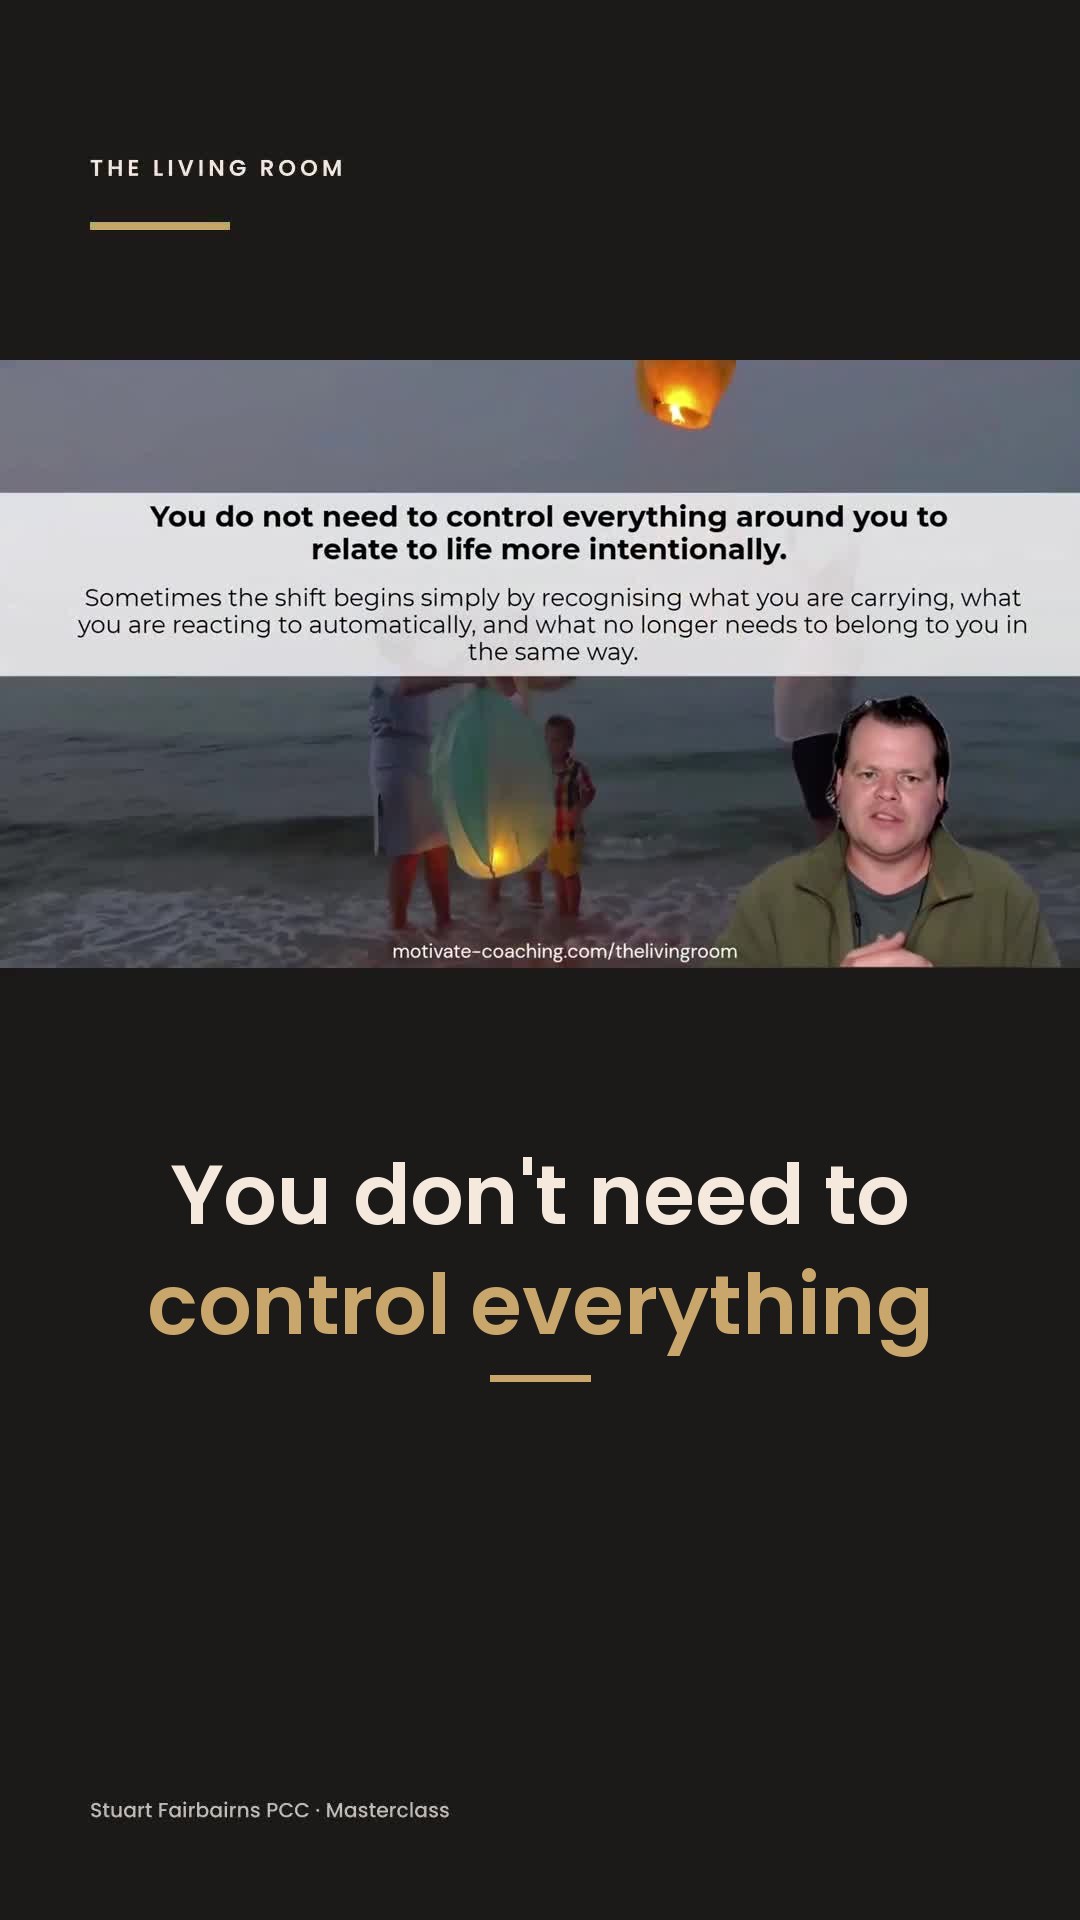 THE LIVING ROOM
You do not need to control everything around you to
relate to life more intentionally.
Sometimes the shift begins simply by recognising what you are carrying, what
you are reacting to automatically, and what no longer needs to belong to you in
the same way.
motivate-coaching.com/thelivingroom
You don't need to
control everything
Stuart Fairbairns PCC · Masterclass